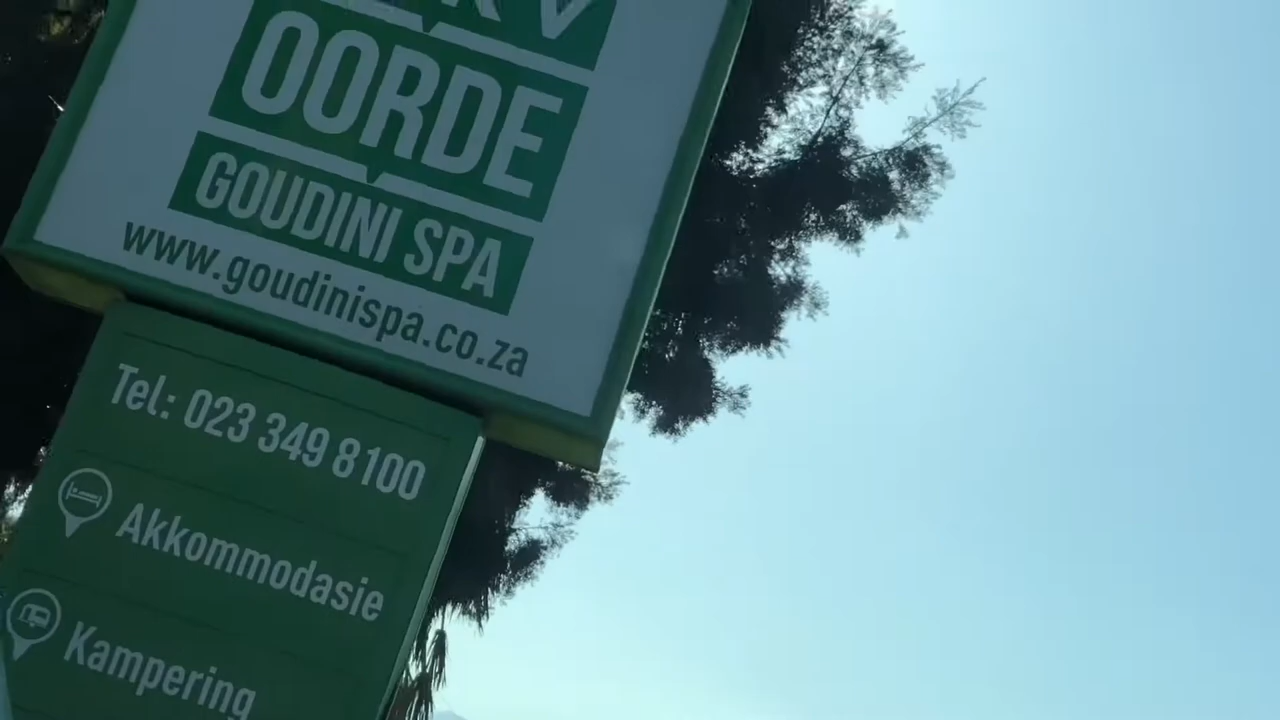 OORDE
GOUDINI SPA
www.goudinispa.co.za
Tel: 023 349 8100
Akkommodasie
Kampering